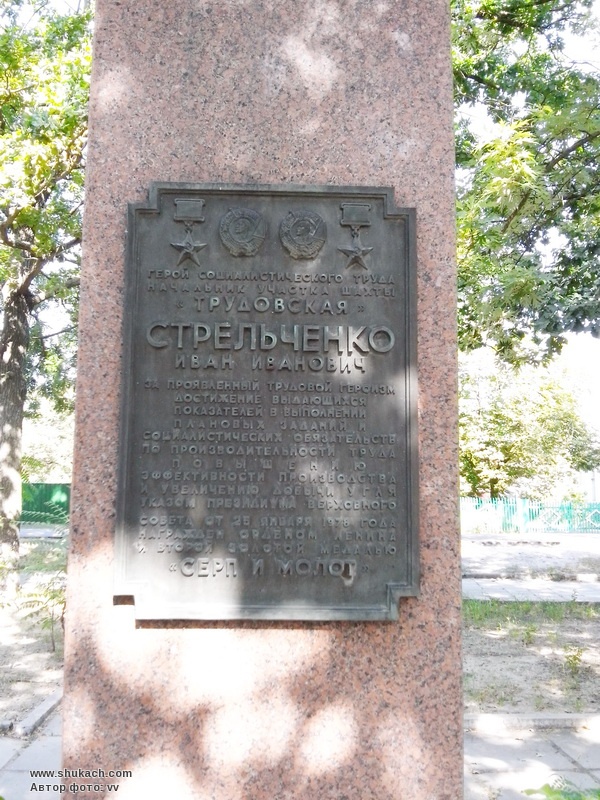 ГЕРОЙ СОЦИАЛИСТИЧЕСКОГО ТРУДА
НАЧАЛЬНИК УЧАСТКА ШАХТЫ
«ТРУДОВСКАЯ»
СТРЕЛЬЧЕНКО
ИВАН ИВАНОВИЧ
ЗА ПРОЯВЛЕННЫЙ ТРУДОВОЙ ГЕРОИЗМ
ДОСТИЖЕНИЕ ВЫДАЮЩИХСЯ
ПОКАЗАТЕЛЕЙ В ВЫПОЛНЕНИИ
ПЛАНОВЫХ ЗАДАНИЙ И
СОЦИАЛИСТИЧЕСКИХ ОБЯЗАТЕЛЬСТВ
ПО ПРОИЗВОДИТЕЛЬНОСТИ ТРУДА
ПОВЫШЕНИЮ
ЭФФЕКТИВНОСТИ ПРОИЗВОДСТВА
И УВЕЛИЧЕНИЮ ДОБЫЧИ УГЛЯ
УКАЗОМ ПРЕЗИДИУМА ВЕРХОВНОГО
СОВЕТА ОТ 25 ЯНВАРЯ 1978 ГОДА
НАГРАЖДЕН ОРДЕНОМ ЛЕНИНА
И ВТОРОЙ ЗОЛОТОЙ МЕДАЛЬЮ
«СЕРП И МОЛОТ»
www.shukach.com
Автор фото: vv